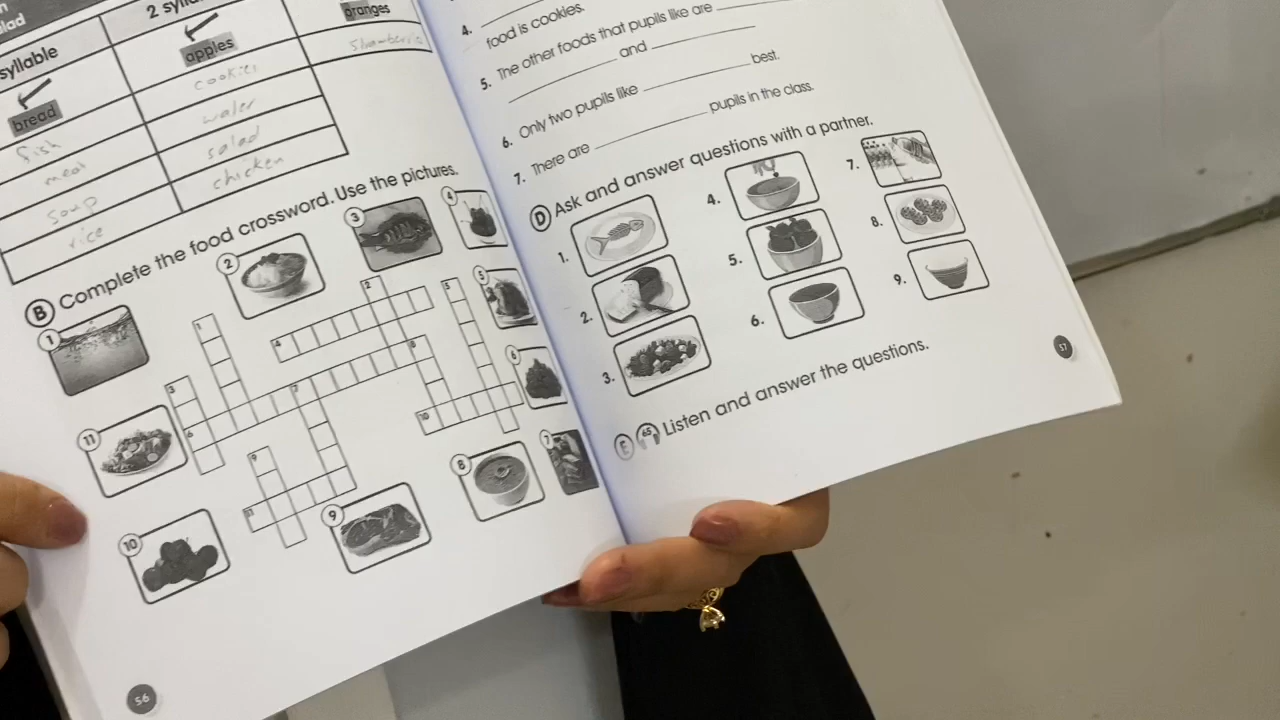 2 syll
oranges
syllable
apples
strawberries
bread
cookies
fish
water
meat
salad
soup
chicken
rice
B Complete the food crossword. Use the pictures.
1
2
3
4
5
6
7
8
9
10
11
56
4.
food is cookies.
5. The other foods that pupils like are
and
6. Only two pupils like best.
7. There are pupils in the class.
D Ask and answer questions with a partner.
1.
2.
3.
4.
5.
6.
7.
8.
9.
E 65 Listen and answer the questions.
57